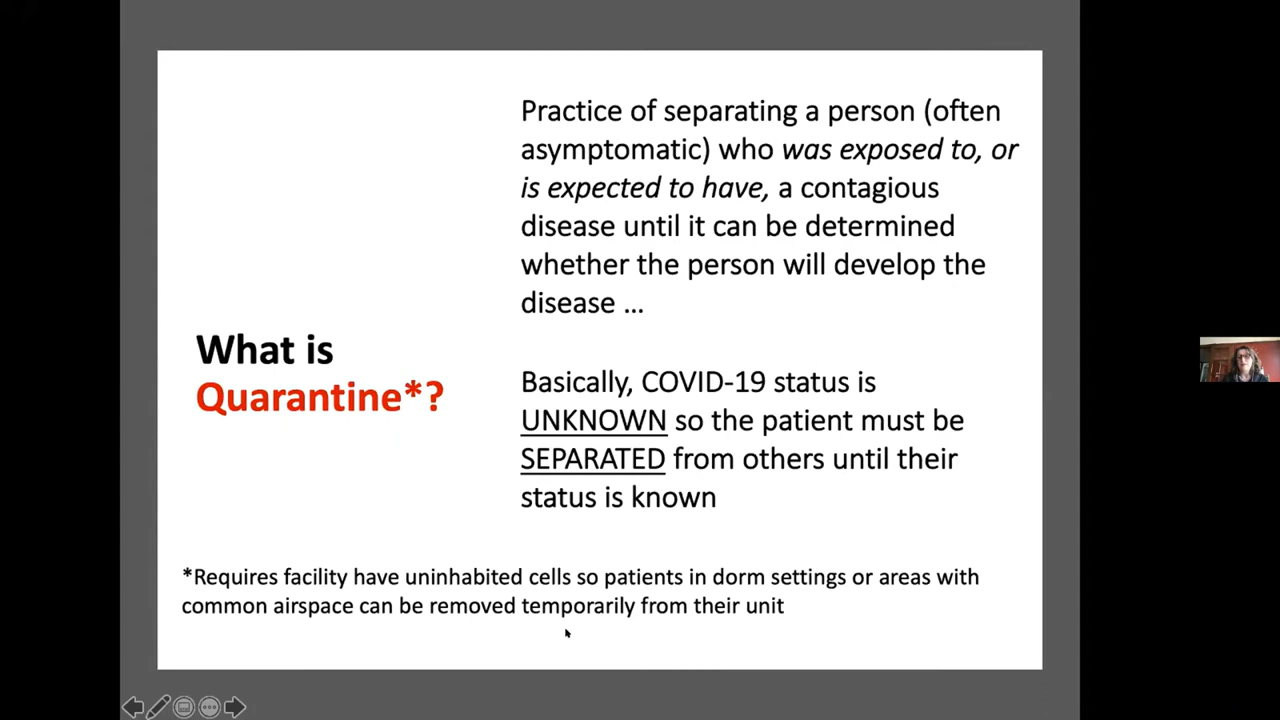 What is
Quarantine*?
Practice of separating a person (often
asymptomatic) who was exposed to, or
is expected to have, a contagious
disease until it can be determined
whether the person will develop the
disease ...
Basically, COVID-19 status is
UNKNOWN so the patient must be
SEPARATED from others until their
status is known
*Requires facility have uninhabited cells so patients in dorm settings or areas with
common airspace can be removed temporarily from their unit